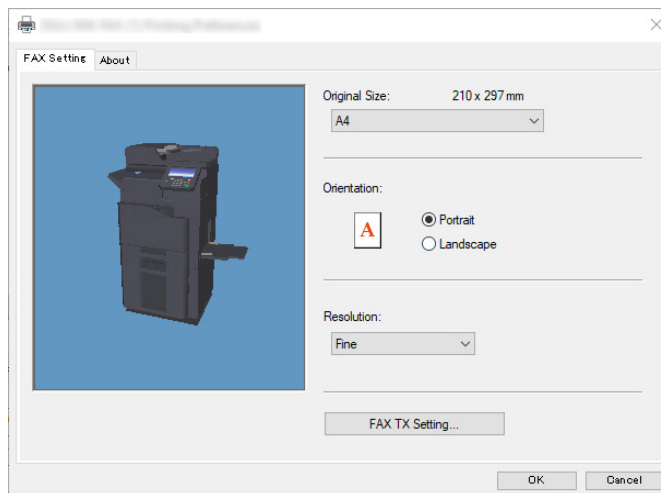 FAX Setting
About
Original Size: 210 x 297 mm
A4
Orientation:
A
Portrait
Landscape
Resolution:
Fine
FAX TX Setting...
OK
Cancel